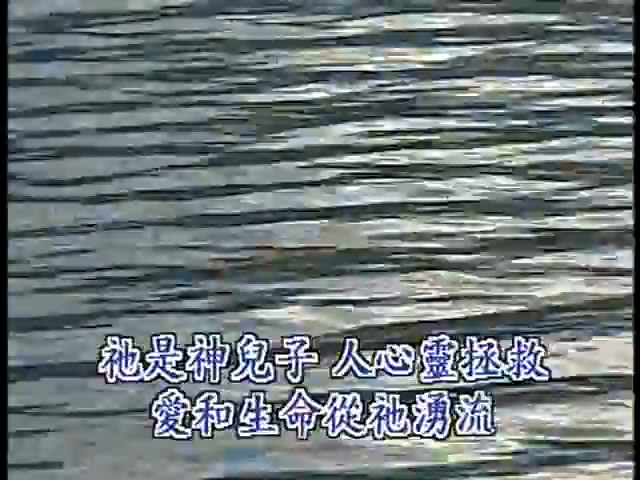 祂是神兒子 人心靈拯救
愛和生命從祂湧流